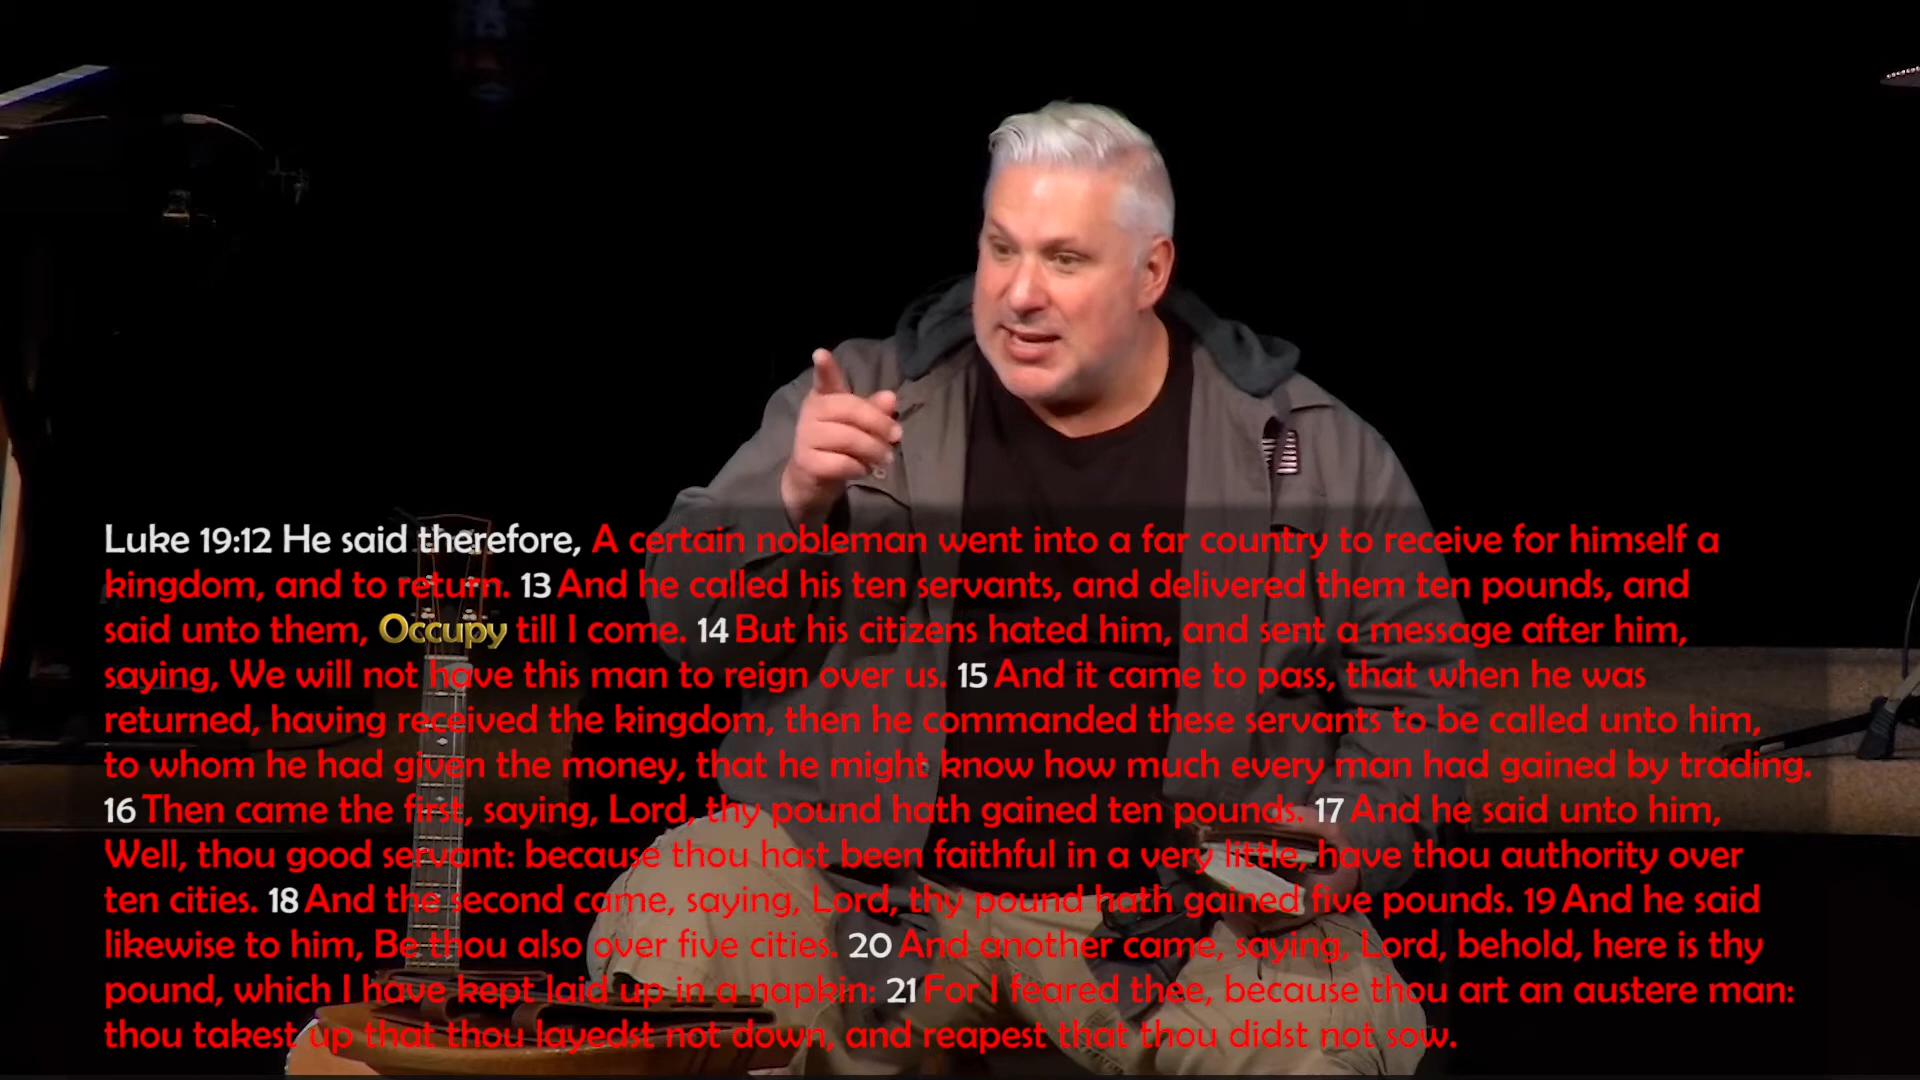 Luke 19:12 He said therefore, A certain nobleman went into a far country to receive for himself a
kingdom, and to return. 13 And he called his ten servants, and delivered them ten pounds, and
said unto them, Occupy till I come. 14 But his citizens hated him, and sent a message after him,
saying, We will not have this man to reign over us. 15 And it came to pass, that when he was
returned, having received the kingdom, then he commanded these servants to be called unto him,
to whom he had given the money, that he might know how much every man had gained by trading.
16 Then came the first, saying, Lord, thy pound hath gained ten pounds. 17 And he said unto him,
Well, thou good servant: because thou hast been faithful in a very little, have thou authority over
ten cities. 18 And the second came, saying, Lord, thy pound hath gained five pounds. 19 And he said
likewise to him, Be thou also over five cities. 20 And another came, saying, Lord, behold, here is thy
pound, which I have kept laid up in a napkin: 21 For I feared thee, because thou art an austere man:
thou takest up that thou layedst not down, and reapest that thou didst not sow.